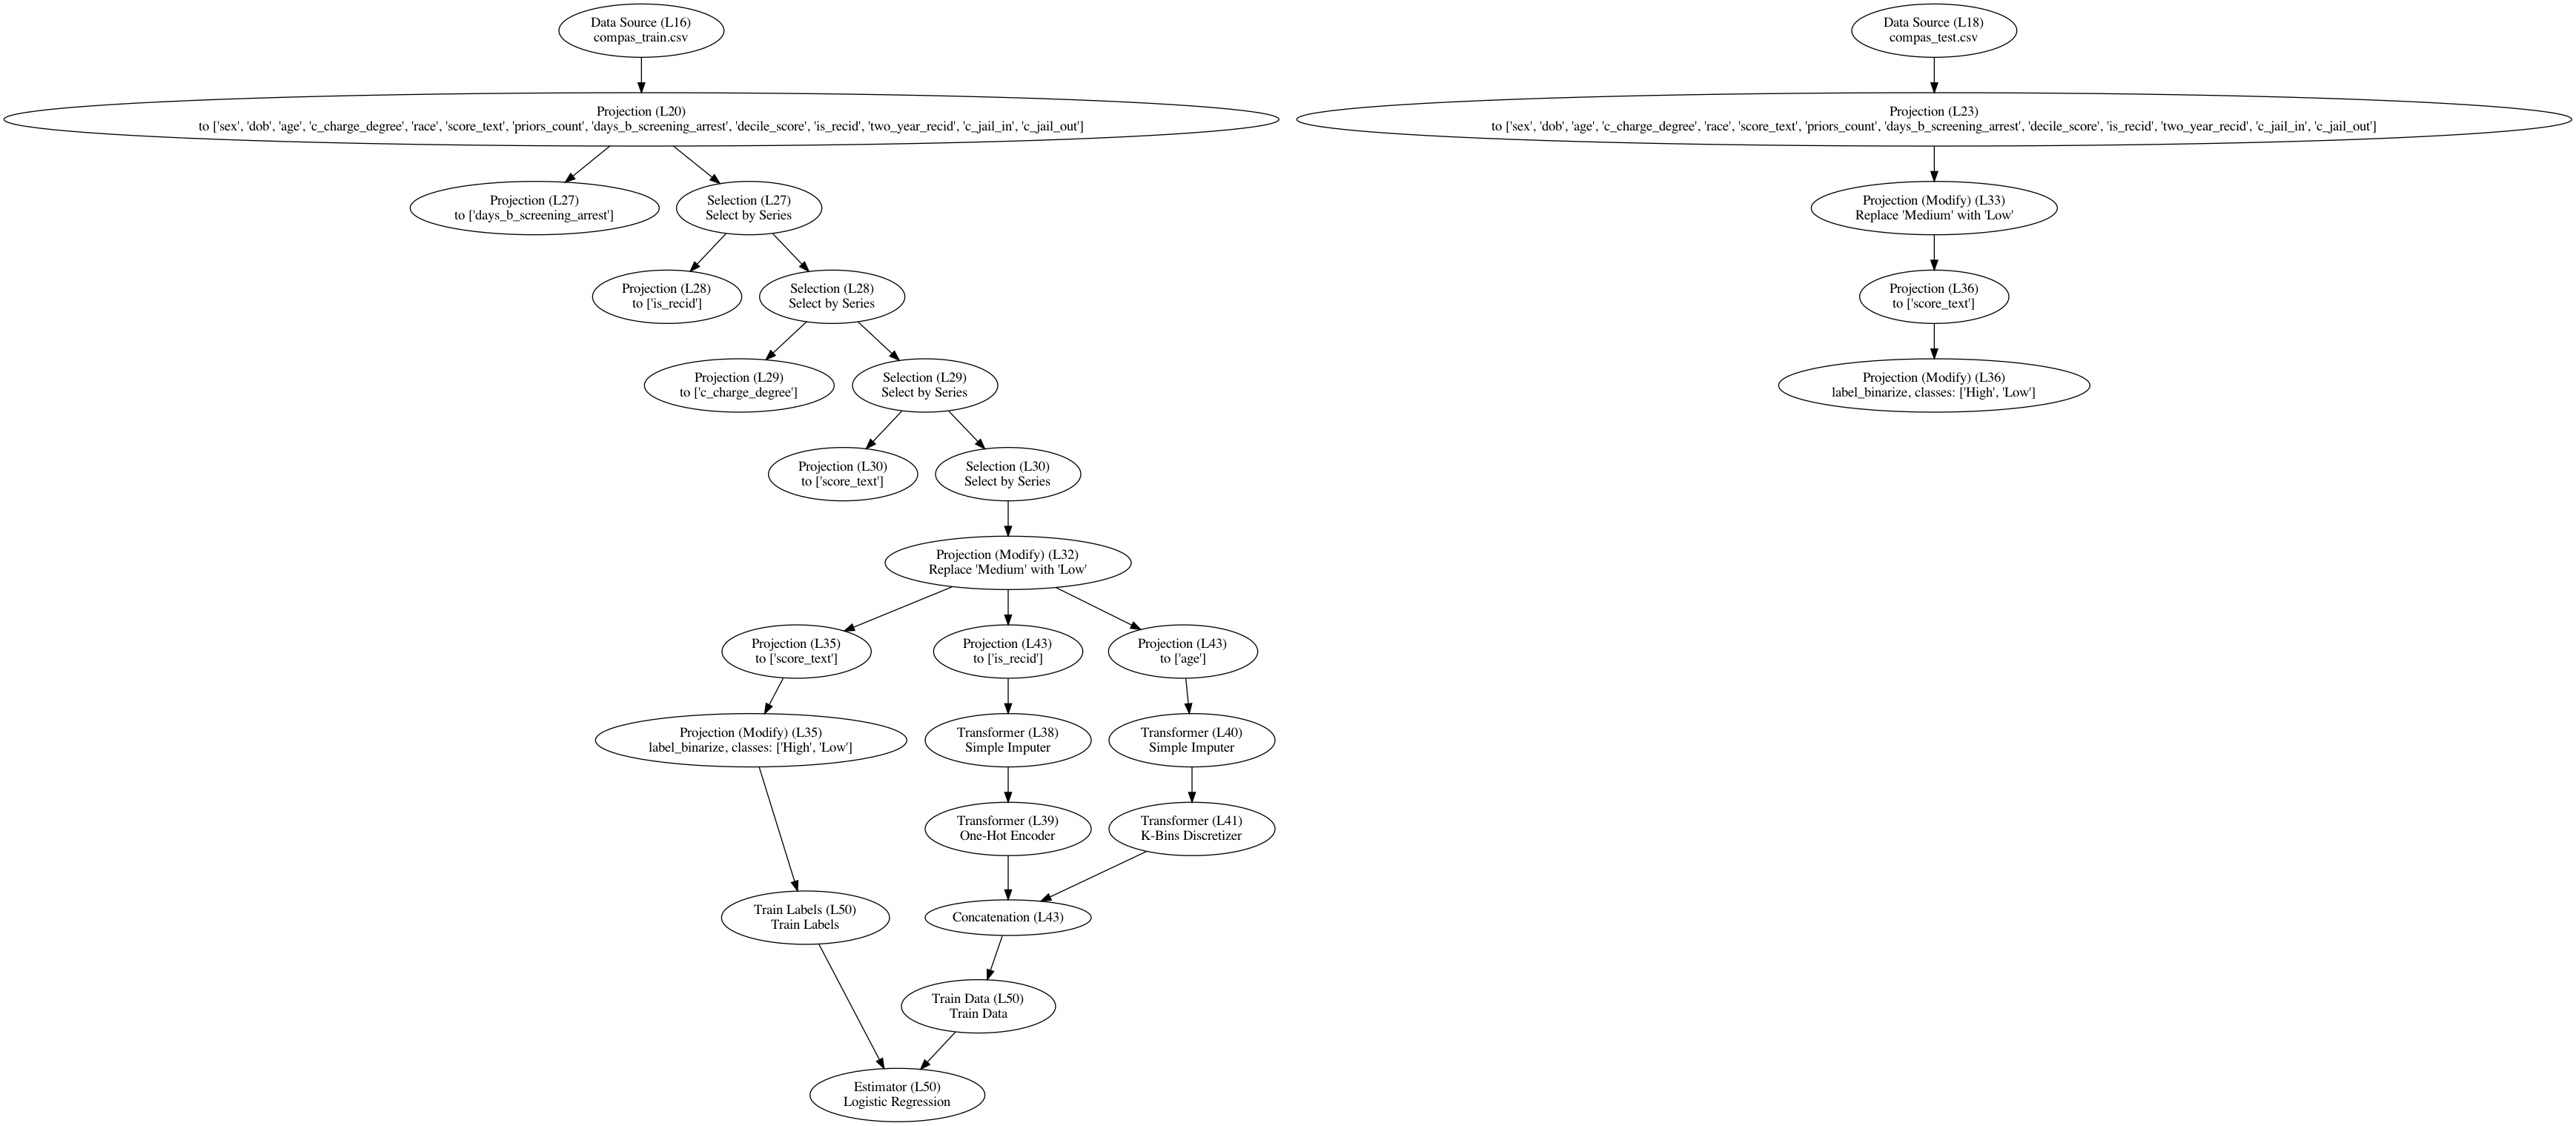 Data Source (L16)
compas_train.csv
Data Source (L18)
compas_test.csv
Projection (L20)
to ['sex', 'dob', 'age', 'c_charge_degree', 'race', 'score_text', 'priors_count', 'days_b_screening_arrest', 'decile_score', 'is_recid', 'two_year_recid', 'c_jail_in', 'c_jail_out']
Projection (L23)
to ['sex', 'dob', 'age', 'c_charge_degree', 'race', 'score_text', 'priors_count', 'days_b_screening_arrest', 'decile_score', 'is_recid', 'two_year_recid', 'c_jail_in', 'c_jail_out']
Projection (L27)
to ['days_b_screening_arrest']
Selection (L27)
Select by Series
Projection (Modify) (L33)
Replace 'Medium' with 'Low'
Projection (L28)
to ['is_recid']
Selection (L28)
Select by Series
Projection (L36)
to ['score_text']
Projection (L29)
to ['c_charge_degree']
Selection (L29)
Select by Series
Projection (Modify) (L36)
label_binarize, classes: ['High', 'Low']
Projection (L30)
to ['score_text']
Selection (L30)
Select by Series
Projection (Modify) (L32)
Replace 'Medium' with 'Low'
Projection (L35)
to ['score_text']
Projection (L43)
to ['is_recid']
Projection (L43)
to ['age']
Projection (Modify) (L35)
label_binarize, classes: ['High', 'Low']
Transformer (L38)
Simple Imputer
Transformer (L40)
Simple Imputer
Transformer (L39)
One-Hot Encoder
Transformer (L41)
K-Bins Discretizer
Train Labels (L50)
Train Labels
Concatenation (L43)
Train Data (L50)
Train Data
Estimator (L50)
Logistic Regression